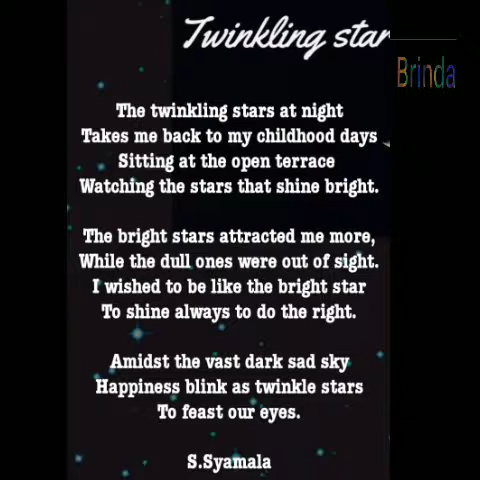 Twinkling star
Brinda
The twinkling stars at night
Takes me back to my childhood days
Sitting at the open terrace
Watching the stars that shine bright.
The bright stars attracted me more,
While the dull ones were out of sight.
I wished to be like the bright star
To shine always to do the right.
Amidst the vast dark sad sky
Happiness blink as twinkle stars
To feast our eyes.
S.Syamala